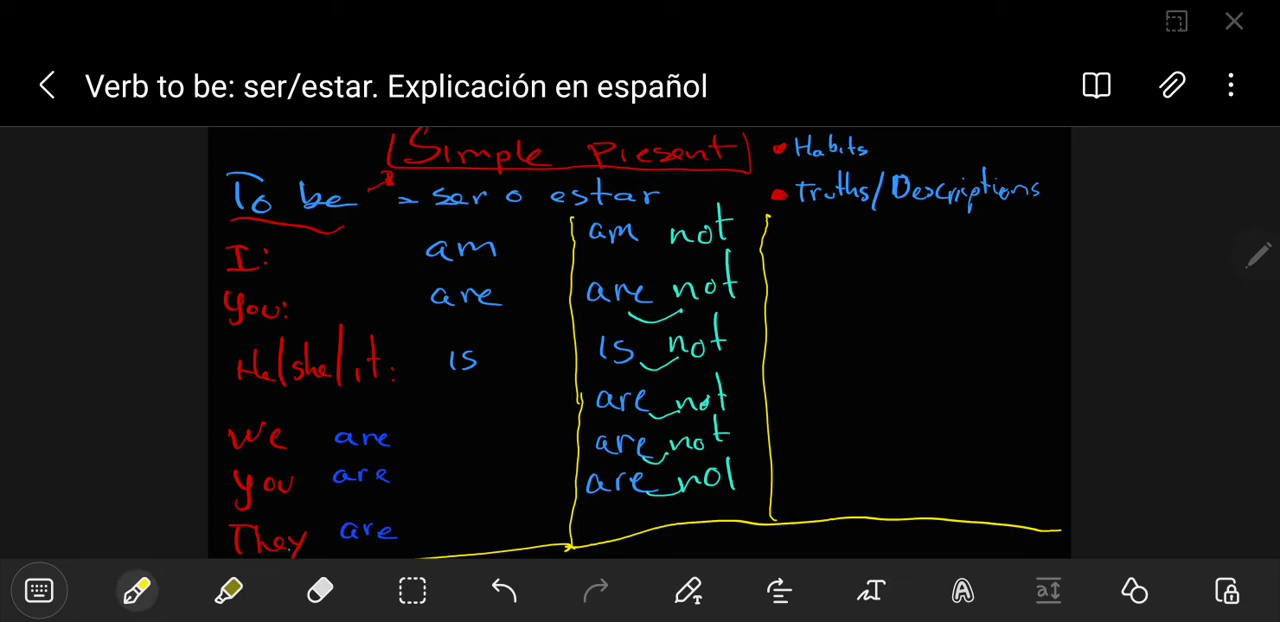 Verb to be: ser/estar. Explicación en español
(Simple Present)
• Habits
To be = ser o estar
• Truths/Descriptions
I: am am not
You: are are not
He/she/it: is is not
We are are not
You are are not
They are are not